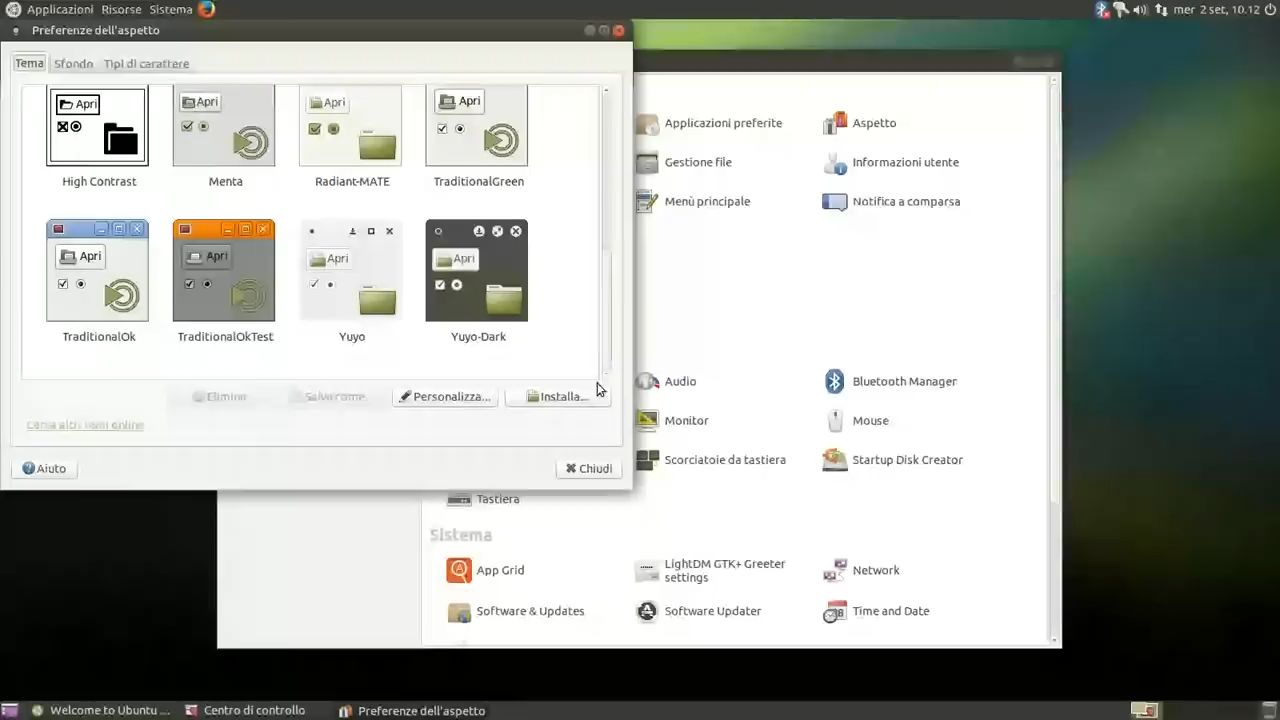 Applicazioni Risorse Sistema
mer 2 set, 10.12
Preferenze dell'aspetto
Tema Sfondo Tipi di carattere
Apri Apri Apri Apri
High Contrast Menta Radiant-MATE TraditionalGreen
Apri Apri Apri Apri
TraditionalOk TraditionalOkTest Yuyo Yuyo-Dark
Elimina Salva come Personalizza... Installa...
Cerca altri temi online
Aiuto Chiudi
Applicazioni preferite Aspetto
Gestione file Informazioni utente
Menù principale Notifica a comparsa
Audio Bluetooth Manager
Monitor Mouse
Scorciatoie da tastiera Startup Disk Creator
Tastiera
Sistema
App Grid LightDM GTK+ Greeter settings Network
Software & Updates Software Updater Time and Date
Welcome to Ubuntu ... Centro di controllo Preferenze dell'aspetto